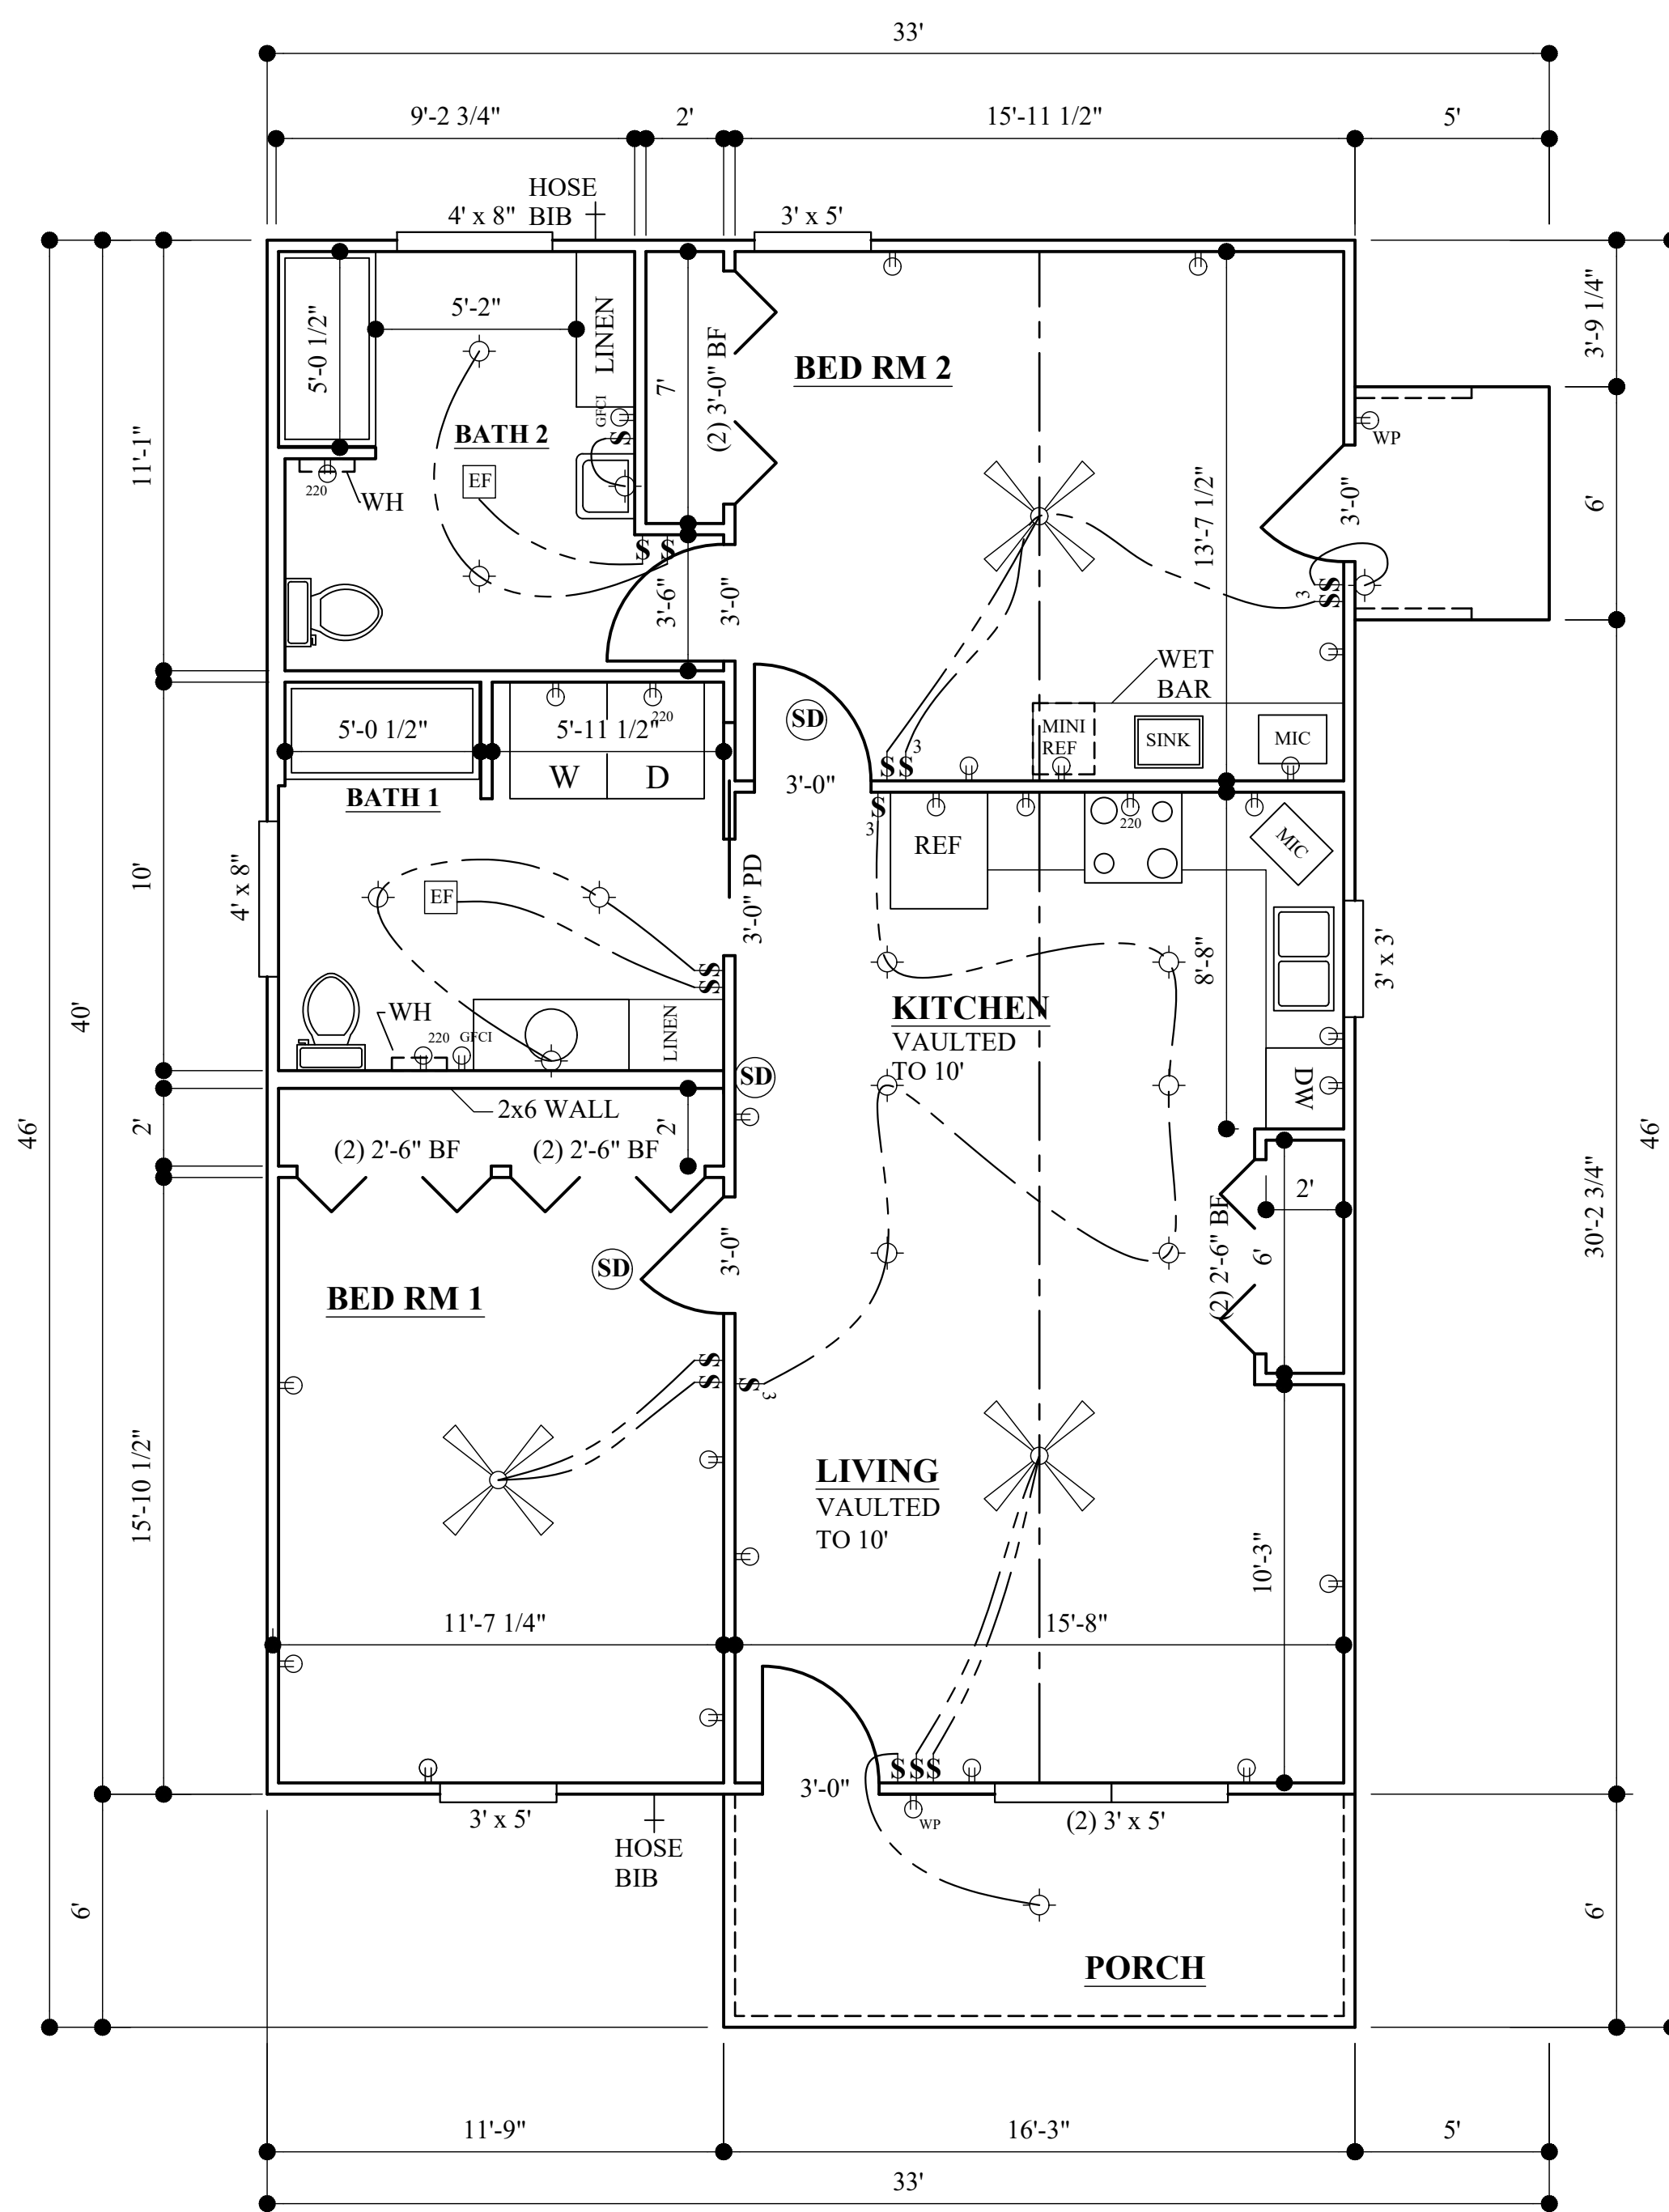 33'
9'-2 3/4"
2'
15'-11 1/2"
5'
HOSE
BIB
4' x 8"
3' x 5'
5'-2"
LINEN
5'-0 1/2"
7'
(2) 3'-0" BF
BED RM 2
3'-9 1/4"
GFCI
S
BATH 2
WP
11'-1"
EF
220
WH
13'-7 1/2"
3'-0"
6'
S
S
3'-6"
3'-0"
S
S
3
WET
BAR
SD
MINI
REF
SINK
MIC
5'-0 1/2"
5'-11 1/2"
220
W
D
S
S
3
3'-0"
BATH 1
S
3
REF
220
MIC
10'
4' x 8"
EF
3'-0" PD
8'-8"
3' x 3'
S
S
KITCHEN
VAULTED
TO 10'
40'
WH
220
GFCI
LINEN
SD
DW
2x6 WALL
46'
2'
2'
46'
(2) 2'-6" BF
(2) 2'-6" BF
2'
30'-2 3/4"
(2) 2'-6" BF
6'
SD
3'-0"
BED RM 1
S
S
S
3
15'-10 1/2"
LIVING
VAULTED
TO 10'
10'-3"
11'-7 1/4"
15'-8"
SSS
3'-0"
WP
3' x 5'
(2) 3' x 5'
HOSE
BIB
6'
6'
PORCH
11'-9"
16'-3"
5'
33'